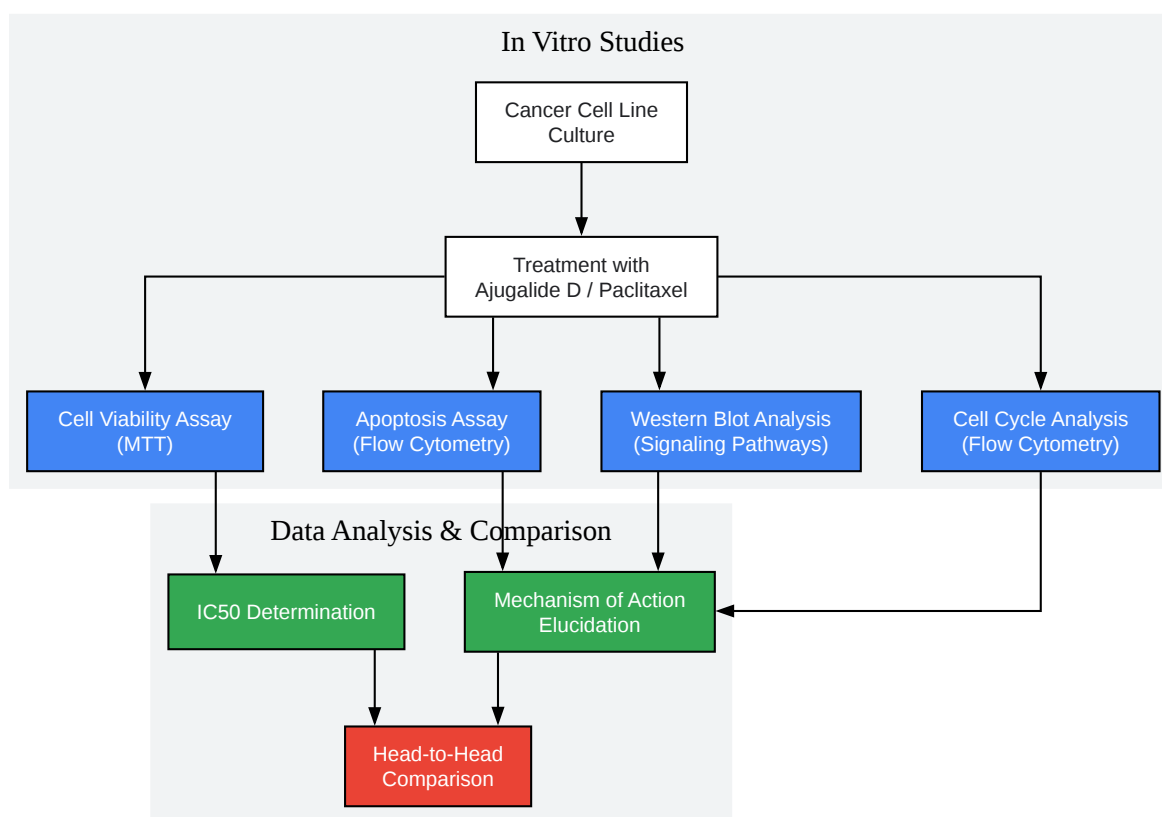 In Vitro Studies
Cancer Cell Line
Culture
Treatment with
Ajugalide D / Paclitaxel
Cell Viability Assay
(MTT)
Apoptosis Assay
(Flow Cytometry)
Western Blot Analysis
(Signaling Pathways)
Cell Cycle Analysis
(Flow Cytometry)
Data Analysis & Comparison
IC50 Determination
Mechanism of Action
Elucidation
Head-to-Head
Comparison